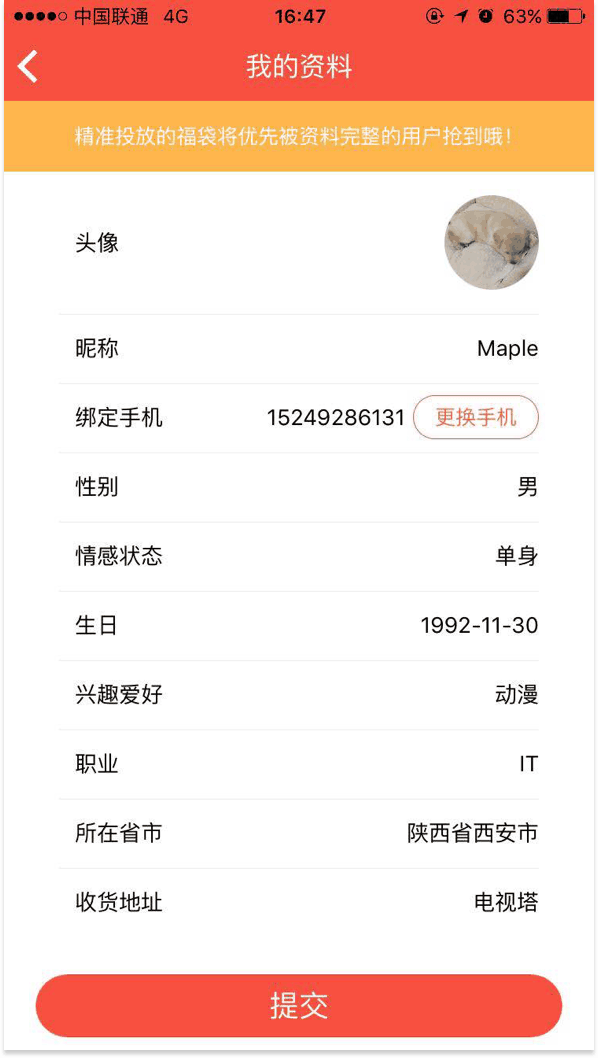 中国联通 4G 16:47 63%
我的资料
精准投放的福袋将优先被资料完整的用户抢到哦！
头像
昵称 Maple
绑定手机 15249286131 更换手机
性别 男
情感状态 单身
生日 1992-11-30
兴趣爱好 动漫
职业 IT
所在省市 陕西省西安市
收货地址 电视塔
提交